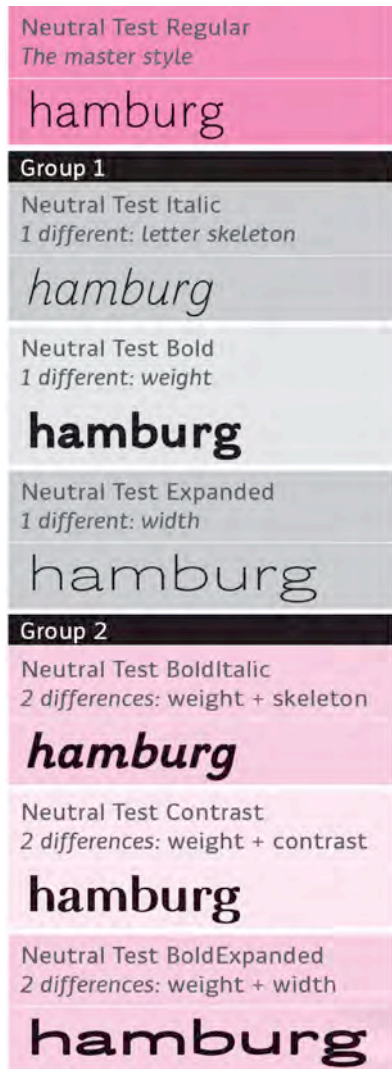 Neutral Test Regular
The master style
hamburg
Group 1
Neutral Test Italic
1 different: letter skeleton
hamburg
Neutral Test Bold
1 different: weight
hamburg
Neutral Test Expanded
1 different: width
hamburg
Group 2
Neutral Test BoldItalic
2 differences: weight + skeleton
hamburg
Neutral Test Contrast
2 differences: weight + contrast
hamburg
Neutral Test BoldExpanded
2 differences: weight + width
hamburg